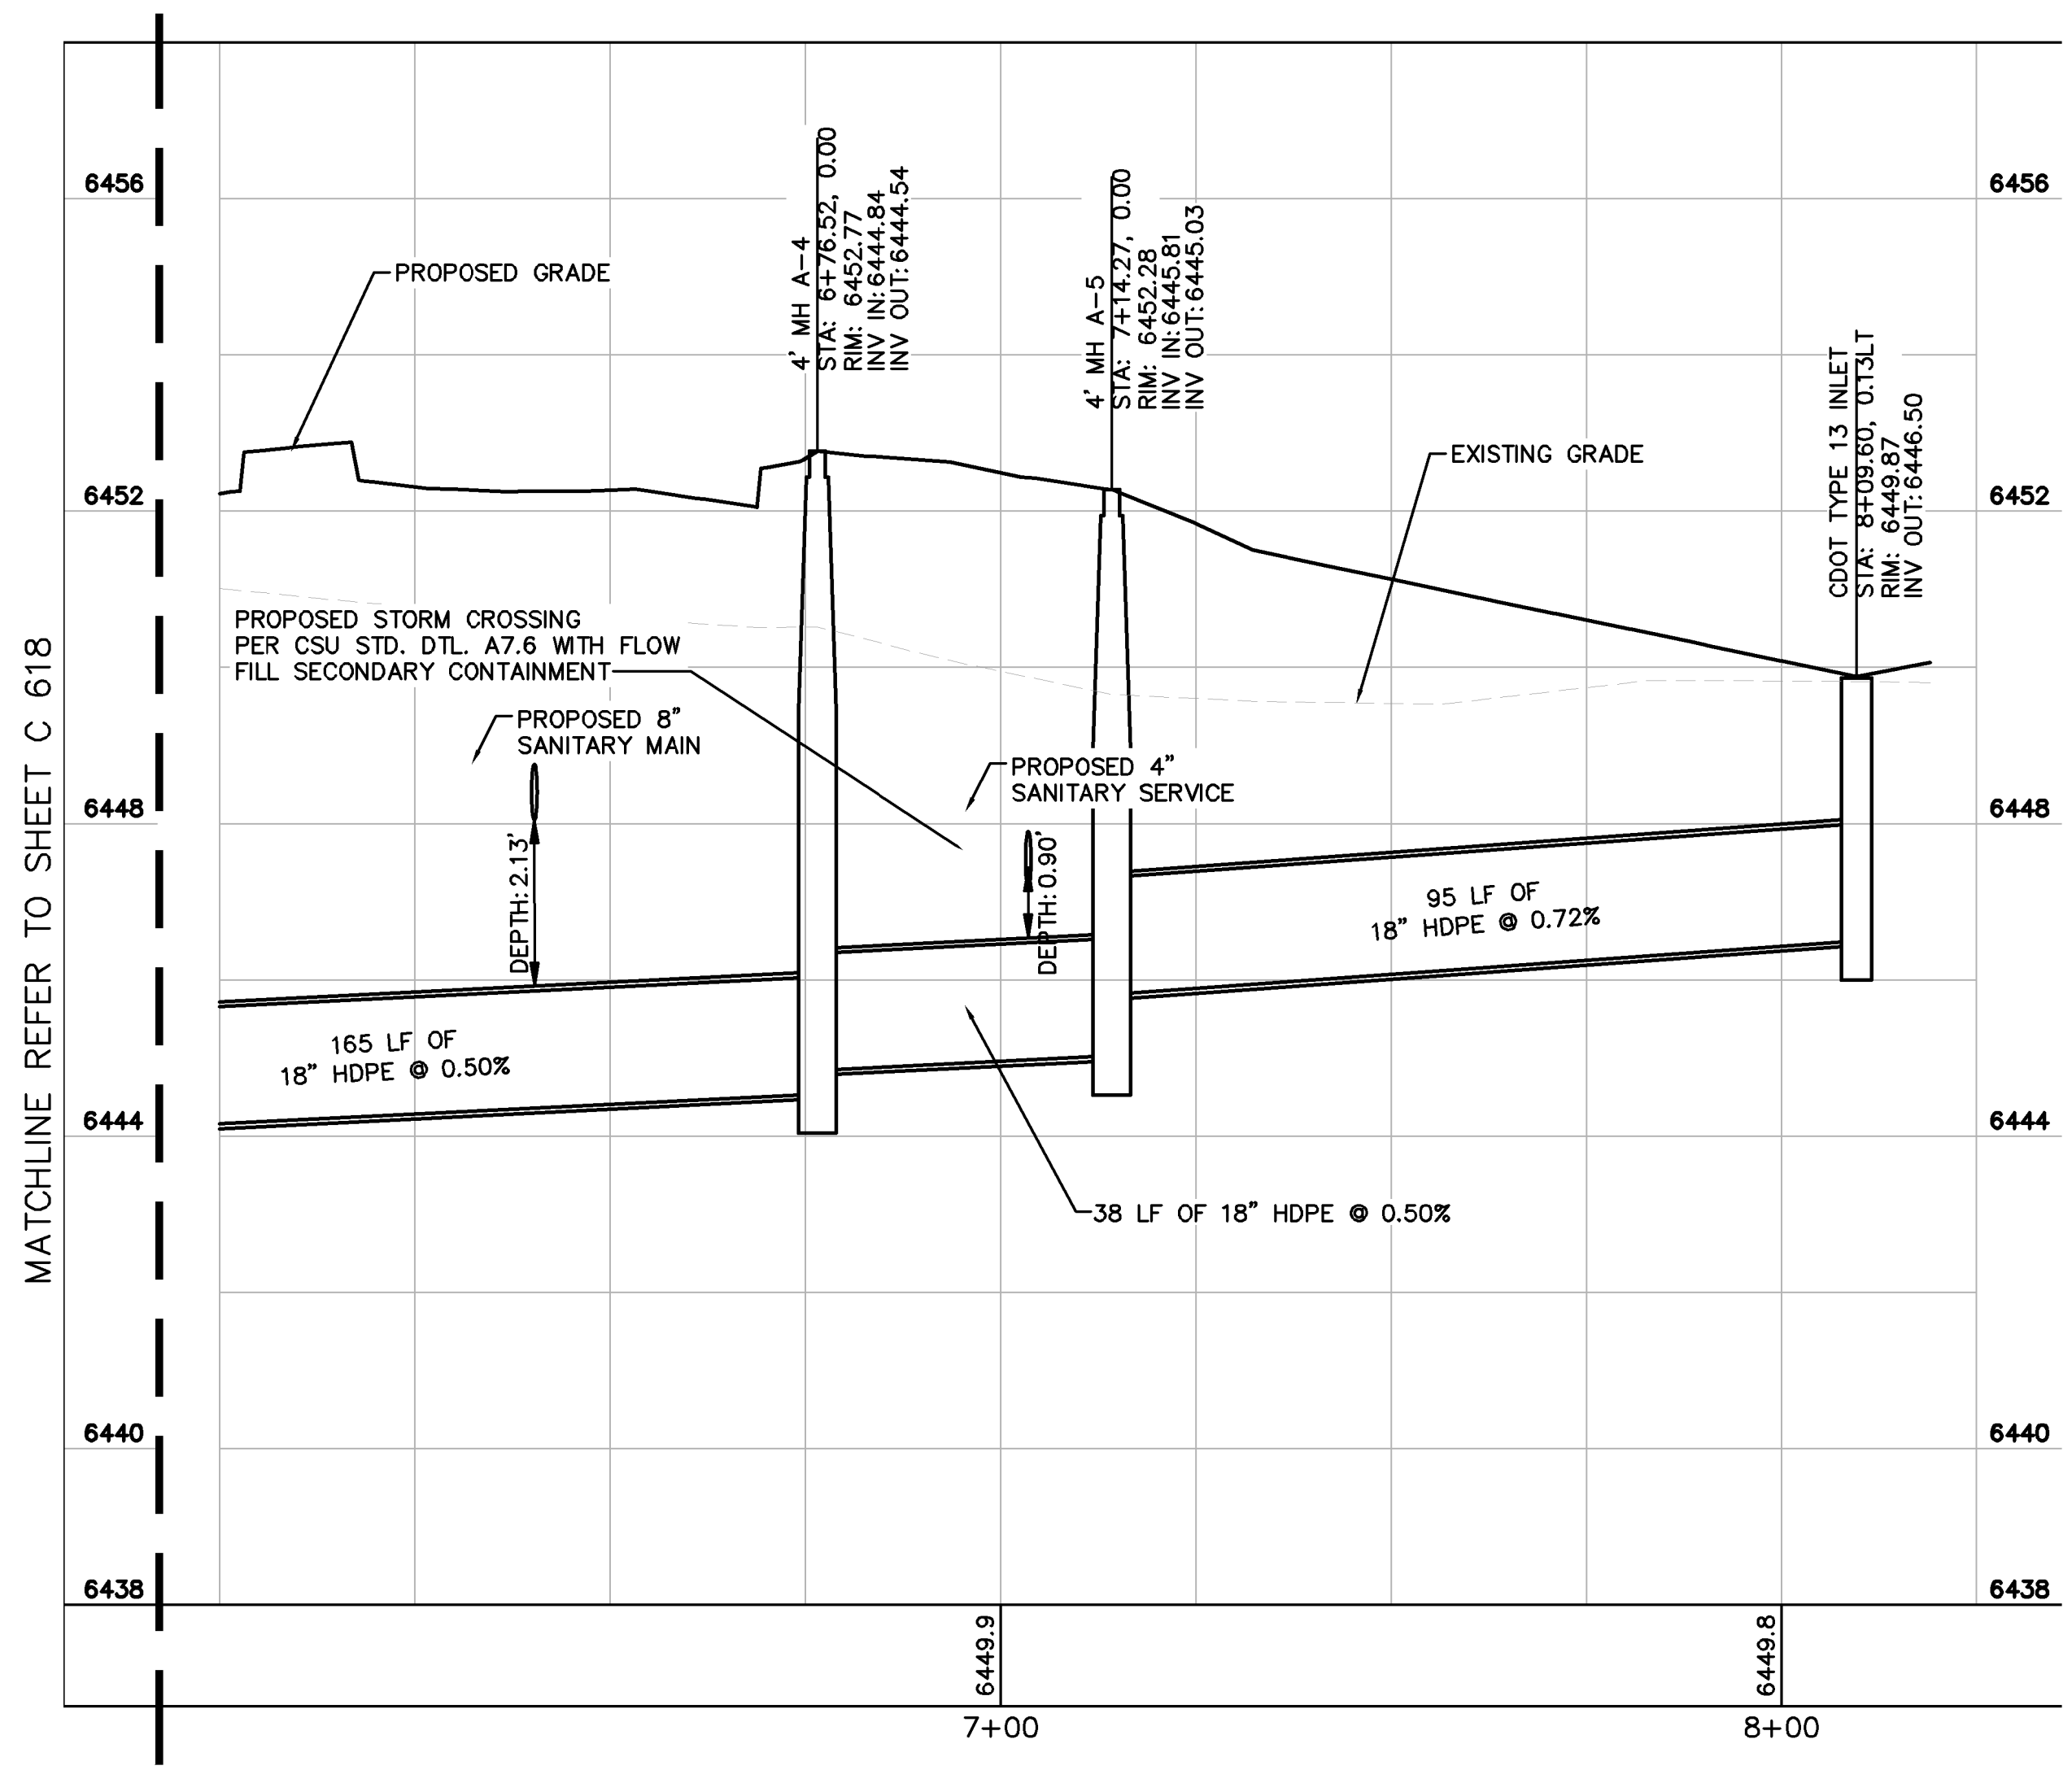 MATCHLINE REFER TO SHEET C 618
6456
6452
6448
6444
6440
6438
PROPOSED GRADE
4' MH A-4
STA: 6+76.52, 0.00
RIM: 6452.77
INV IN:6444.84
INV OUT:6444.54
4' MH A-5
STA: 7+14.27, 0.00
RIM: 6452.28
INV IN:6445.81
INV OUT:6445.03
EXISTING GRADE
CDOT TYPE 13 INLET
STA: 8+09.60, 0.13LT
RIM: 6449.87
INV OUT:6446.50
PROPOSED STORM CROSSING
PER CSU STD. DTL. A7.6 WITH FLOW
FILL SECONDARY CONTAINMENT
PROPOSED 8"
SANITARY MAIN
DEPTH:2.13'
PROPOSED 4"
SANITARY SERVICE
DEPTH:0.90'
95 LF OF
18" HDPE @ 0.72%
165 LF OF
18" HDPE @ 0.50%
38 LF OF 18" HDPE @ 0.50%
6456
6452
6448
6444
6440
6438
6449.9
6449.8
7+00
8+00